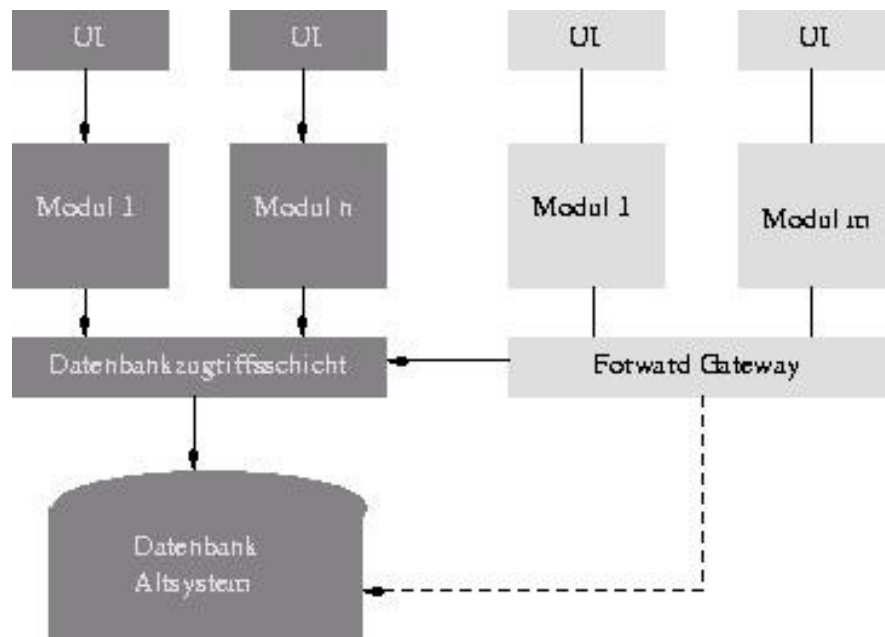 UI
UI
UI
UI
Modul 1
Modul n
Modul 1
Modul m
Datenbankzugriffsschicht
Forward Gateway
Datenbank
Altsystem